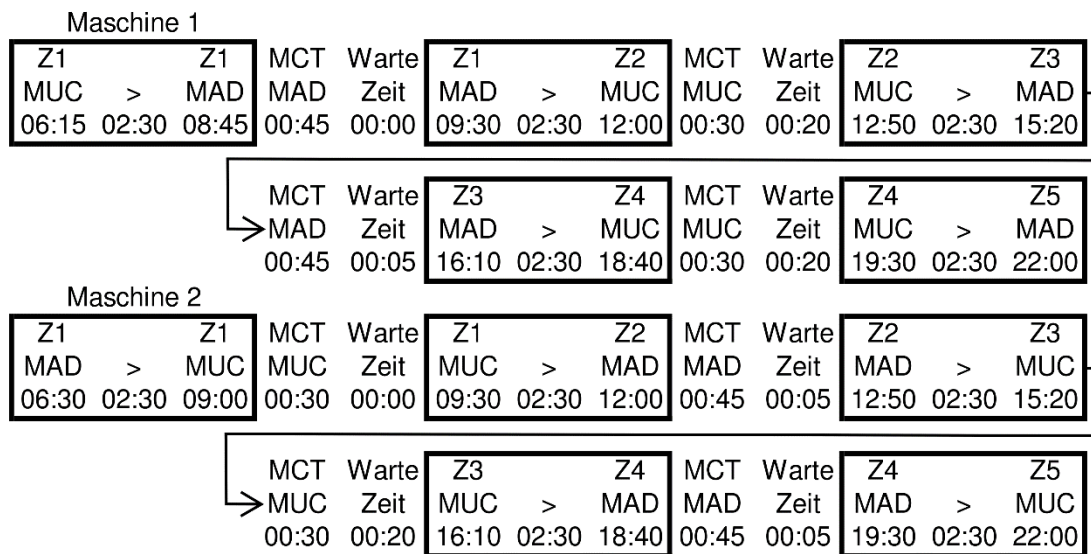 Maschine 1
Z1 Z1 MCT Warte Z1 Z2 MCT Warte Z2 Z3
MUC > MAD MAD Zeit MAD > MUC MUC Zeit MUC > MAD
06:15 02:30 08:45 00:45 00:00 09:30 02:30 12:00 00:30 00:20 12:50 02:30 15:20
MCT Warte Z3 Z4 MCT Warte Z4 Z5
MAD Zeit MAD > MUC MUC Zeit MUC > MAD
00:45 00:05 16:10 02:30 18:40 00:30 00:20 19:30 02:30 22:00
Maschine 2
Z1 Z1 MCT Warte Z1 Z2 MCT Warte Z2 Z3
MAD > MUC MUC Zeit MUC > MAD MAD Zeit MAD > MUC
06:30 02:30 09:00 00:30 00:00 09:30 02:30 12:00 00:45 00:05 12:50 02:30 15:20
MCT Warte Z3 Z4 MCT Warte Z4 Z5
MUC Zeit MUC > MAD MAD Zeit MAD > MUC
00:30 00:20 16:10 02:30 18:40 00:45 00:05 19:30 02:30 22:00